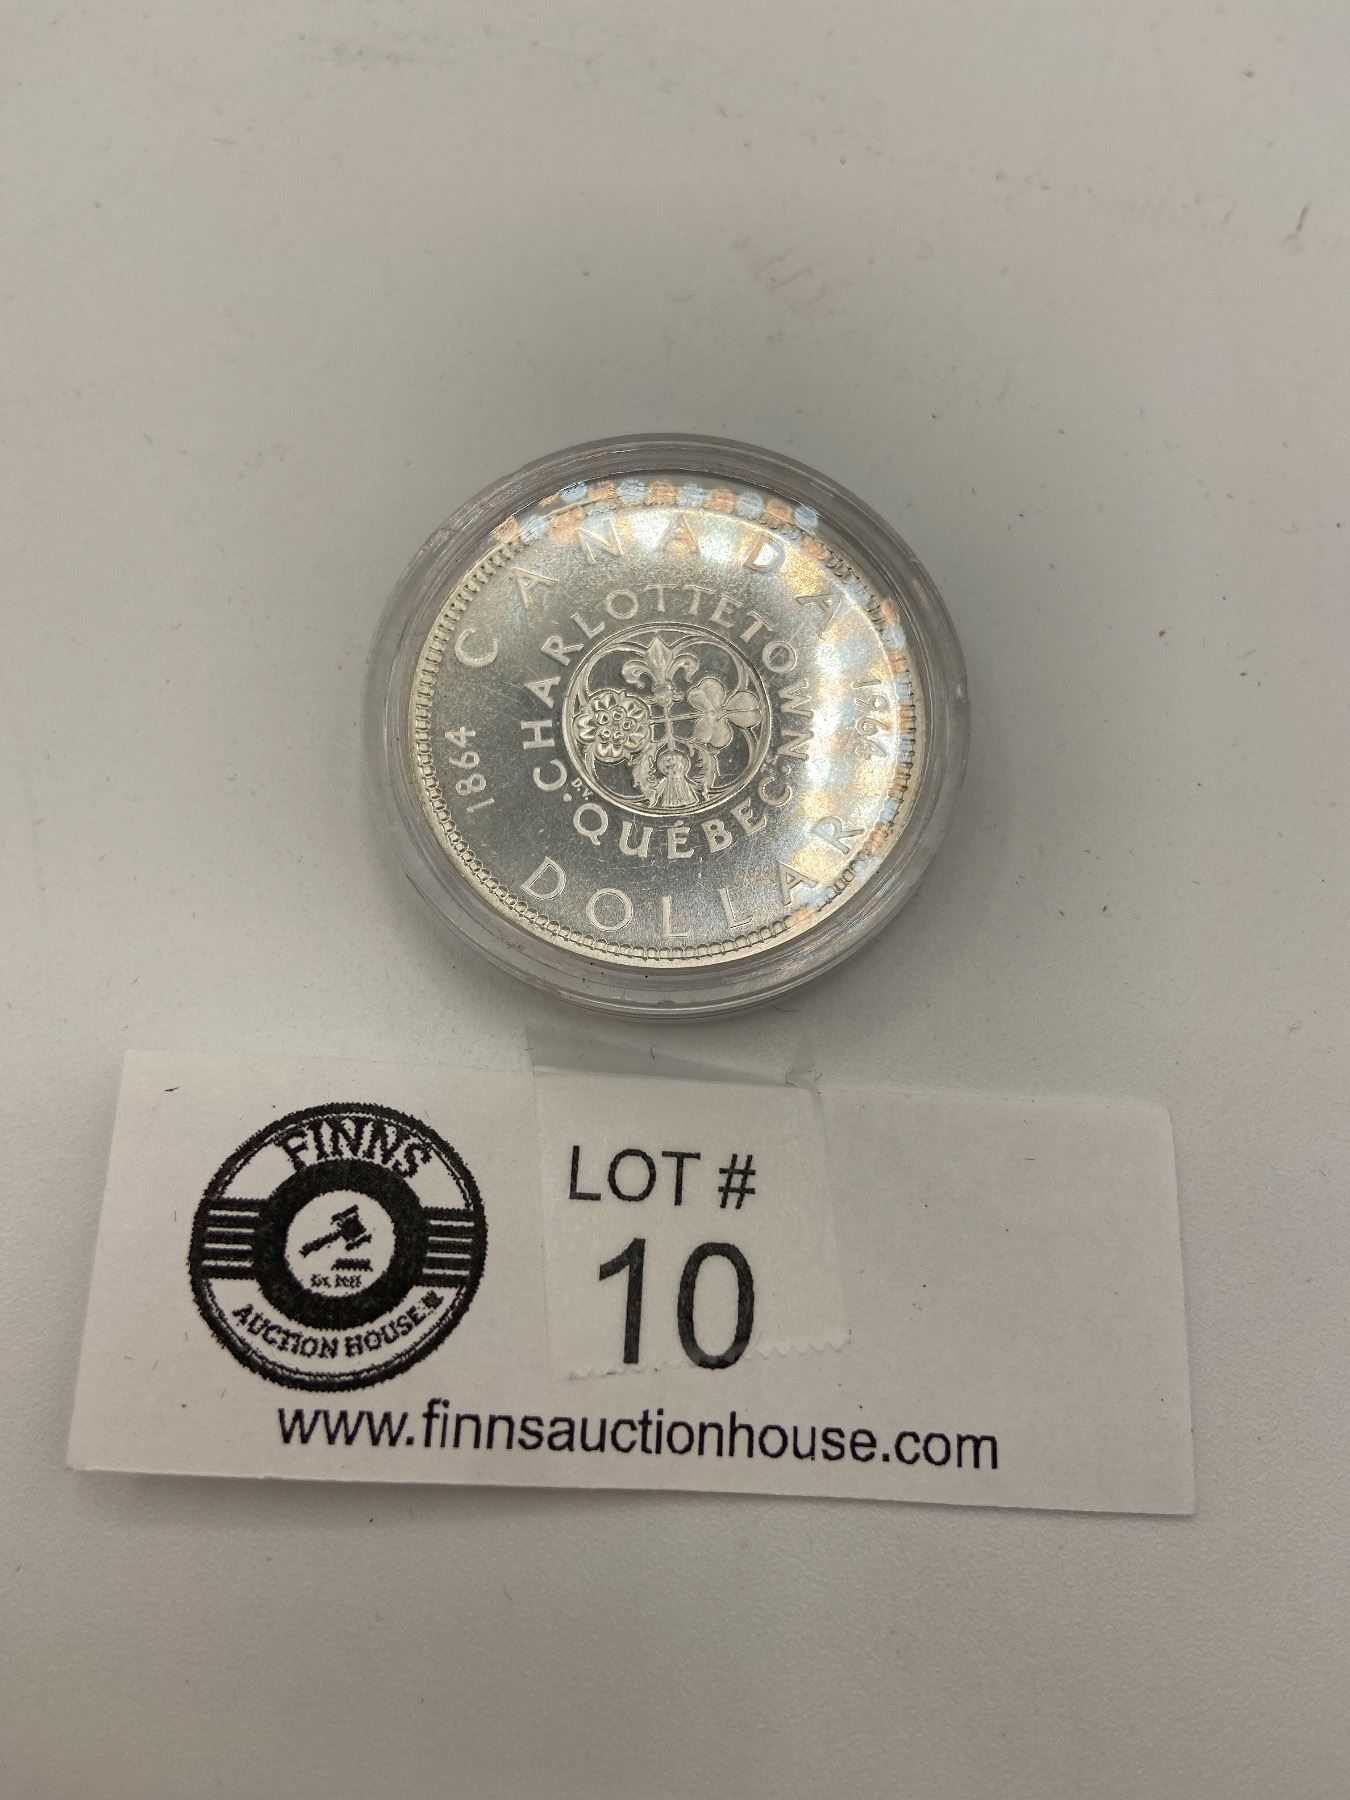 CANADA
CHARLOTTETOWN
1864
1964
D.V.
·QUÉBEC·
DOLLAR
FINNS
AUCTION HOUSE
LOT #
10
www.finnsauctionhouse.com